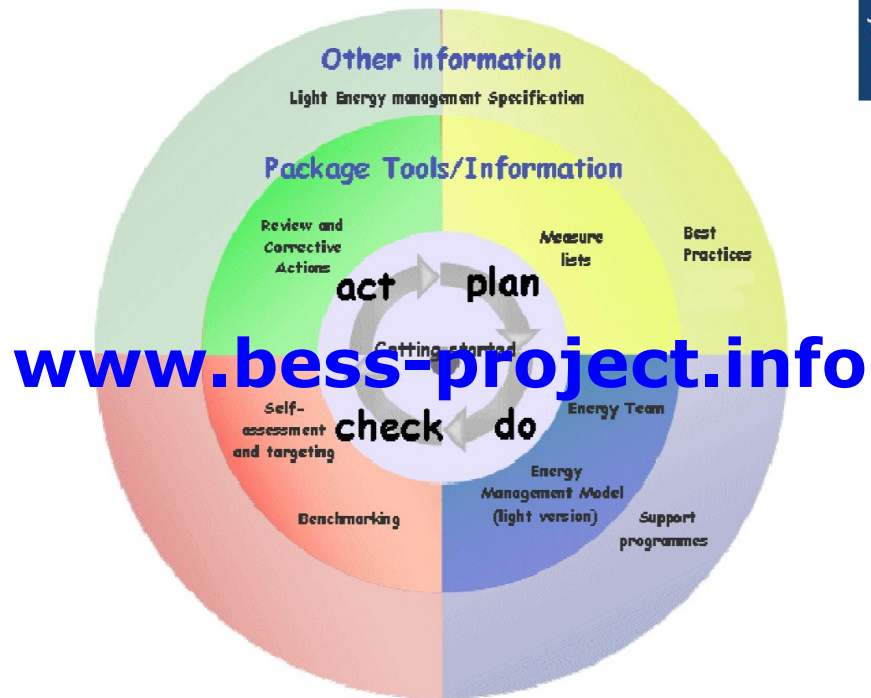 Other information
Light Energy management Specification
Package Tools/Information
Review and
Corrective
Actions
Measure
lists
Best
Practices
act
plan
Getting started
www.bess-project.info
Self-
assessment
and targeting
check
do
Energy Team
Benchmarking
Energy
Management Model
(light version)
Support
programmes